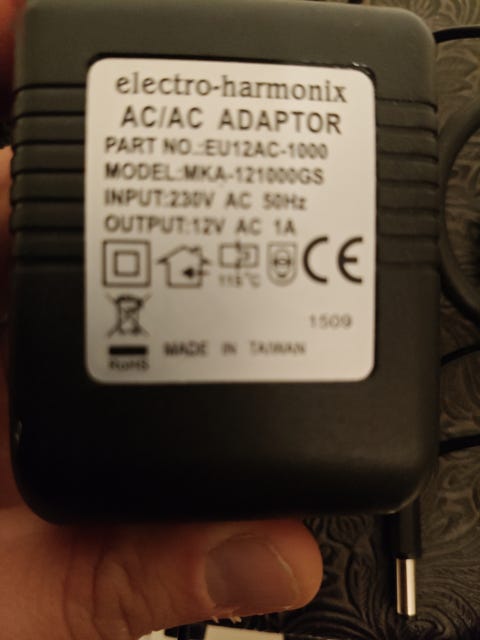 electro-harmonix
AC/AC ADAPTOR
PART NO.:EU12AC-1000
MODEL:MKA-121000GS
INPUT:230V AC 50Hz
OUTPUT:12V AC 1A
115°C
CE
1509
RoHS
MADE IN TAIWAN